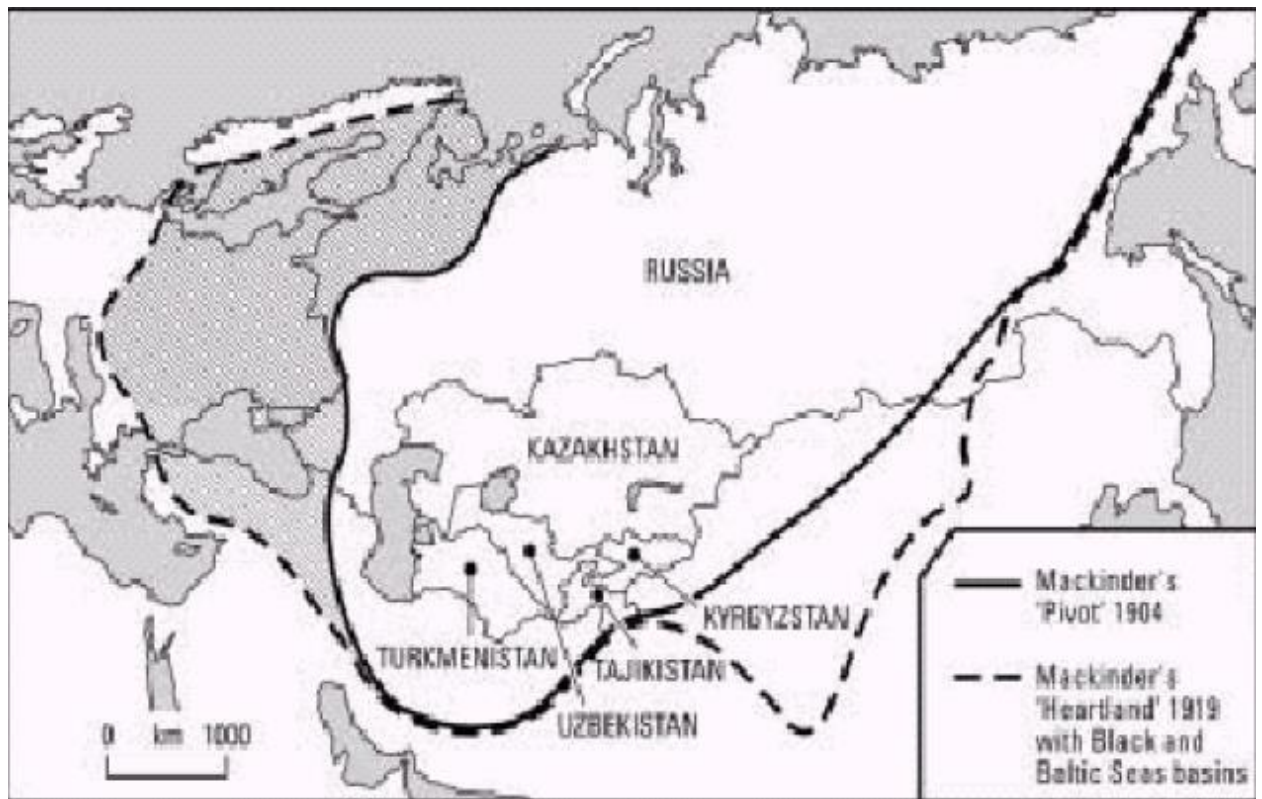 RUSSIA
KAZAKHSTAN
KYRGYZSTAN
TURKMENISTAN
TAJIKISTAN
UZBEKISTAN
0 km 1000
Mackinder's
'Pivot' 1904
Mackinder's
'Heartland' 1919
with Black and
Baltic Seas basins